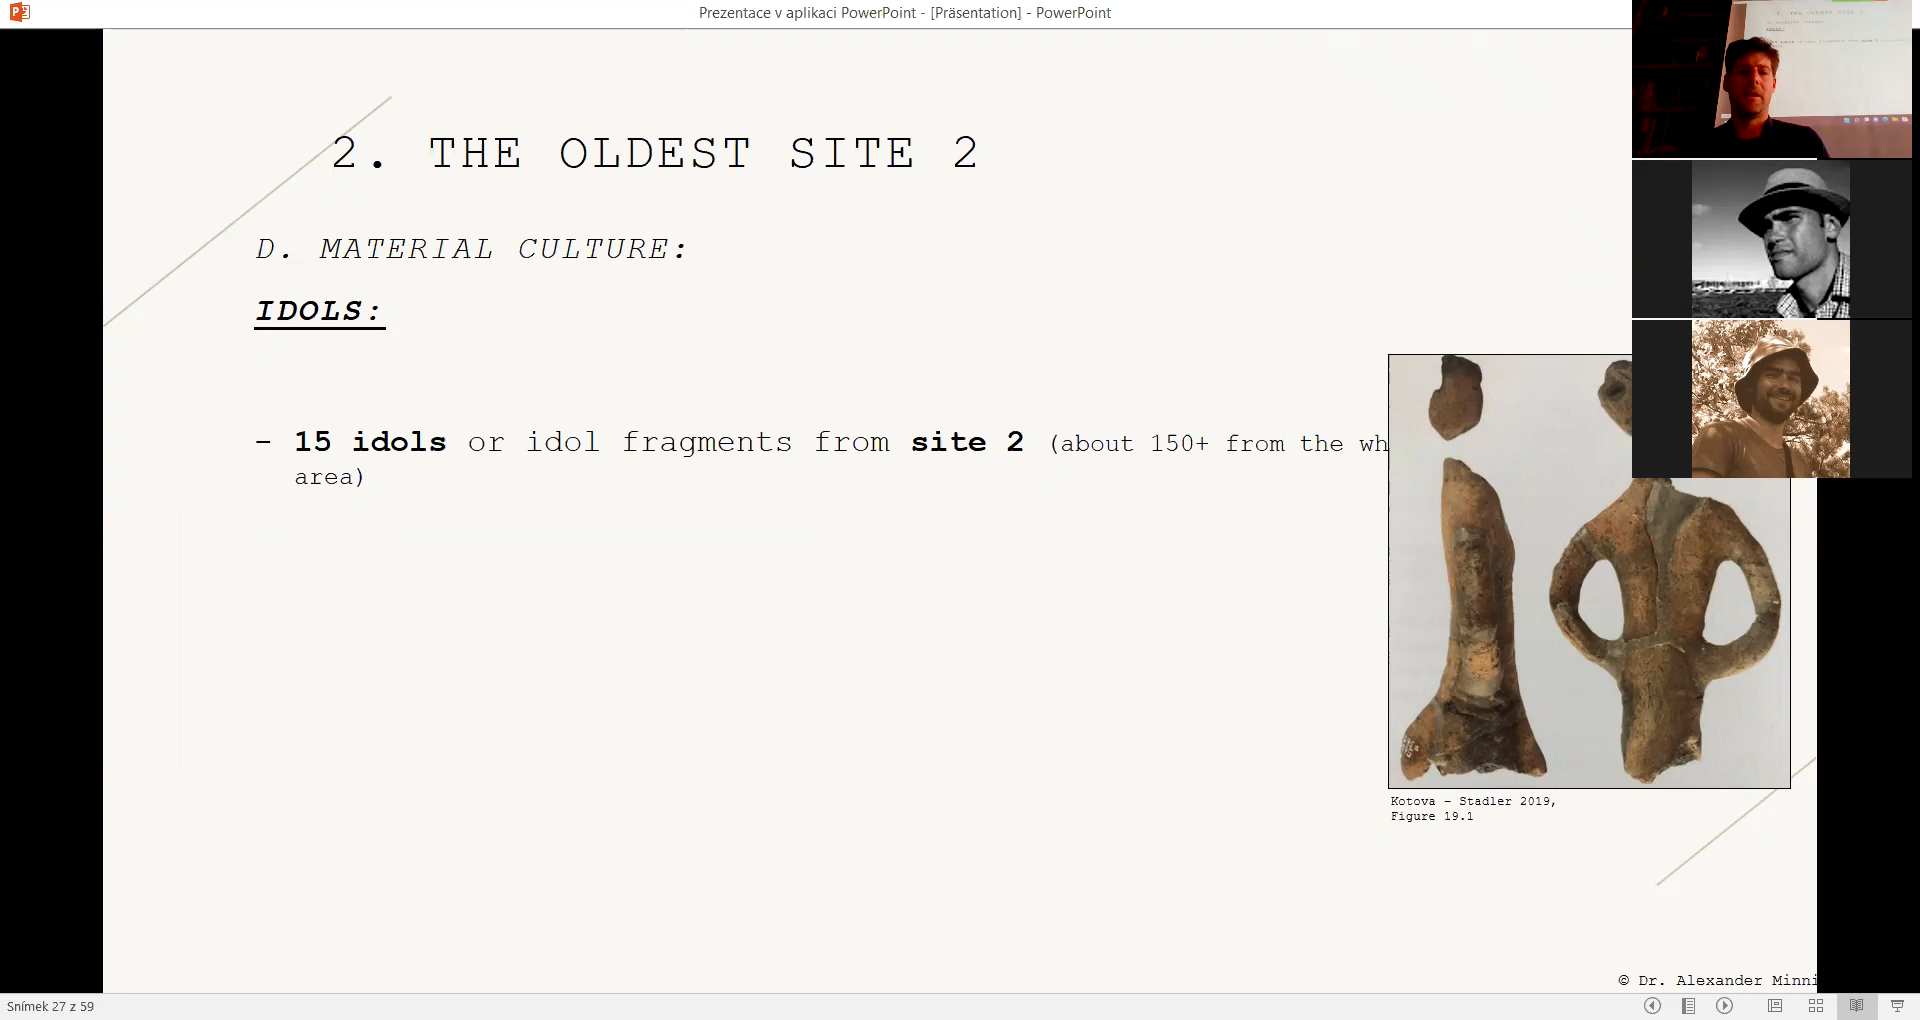 Prezentace v aplikaci PowerPoint - [Präsentation] - PowerPoint
2. THE OLDEST SITE 2
D. MATERIAL CULTURE:
IDOLS:
- 15 idols or idol fragments from site 2 (about 150+ from the wh
area)
Kotova – Stadler 2019,
Figure 19.1
© Dr. Alexander Minni
Snímek 27 z 59